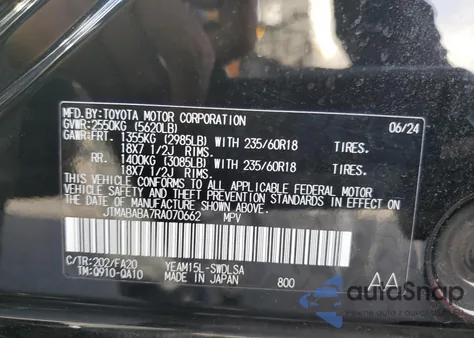 MFD.BY:TOYOTA MOTOR CORPORATION 06/24
GVWR:2550KG (5620LB)
GAWR:FRT. 1355KG (2985LB) WITH 235/60R18 TIRES.
18X7 1/2J RIMS.
RR. 1400KG (3085LB) WITH 235/60R18 TIRES.
18X7 1/2J RIMS.
THIS VEHICLE CONFORMS TO ALL APPLICABLE FEDERAL MOTOR
VEHICLE SAFETY STANDARDS IN EFFECT ON THE DATE OF
MANUFACTURE SHOWN ABOVE.
JTMABABA7RA070662 MPV
C/TR:202/FA20 YEAM15L-SWDLSA
TM:Q910-0A10 MADE IN JAPAN 800 AA
autoSnap